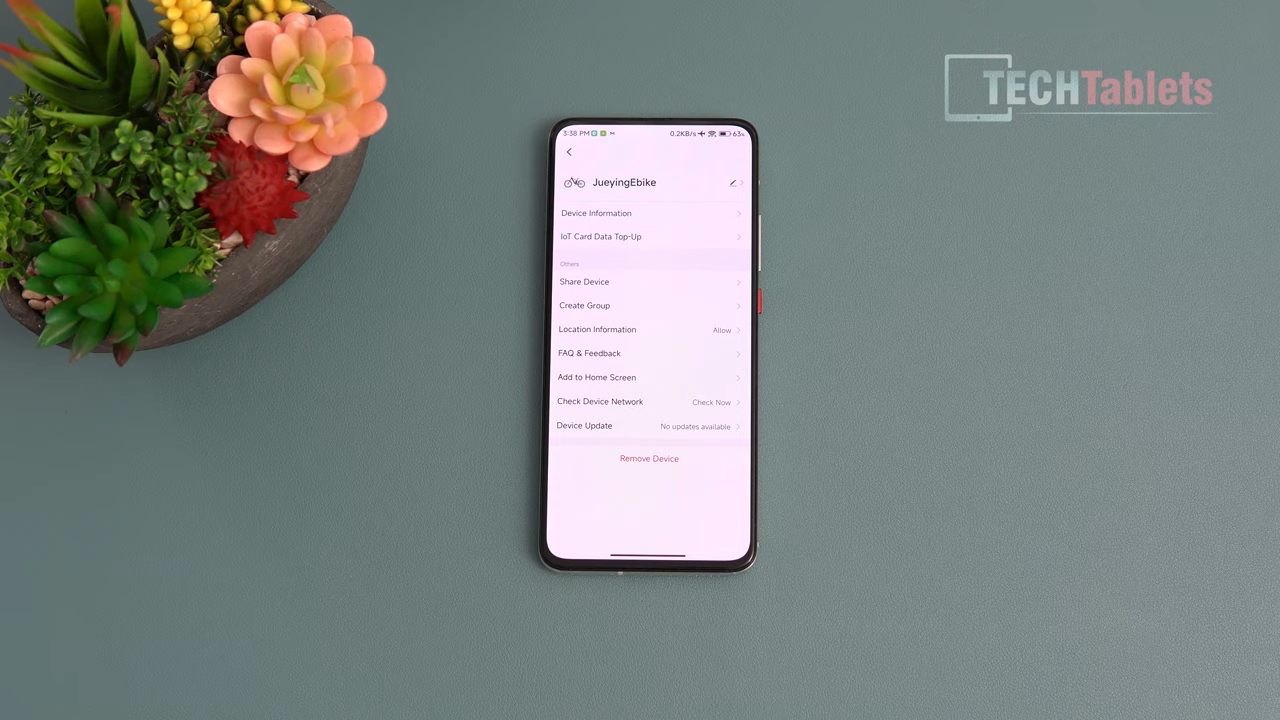 TECHTablets
3:38 PM 0.2KB/s 63%
JueyingEbike
Device Information
IoT Card Data Top-Up
Others
Share Device
Create Group
Location Information Allow
FAQ & Feedback
Add to Home Screen
Check Device Network Check Now
Device Update No updates available
Remove Device